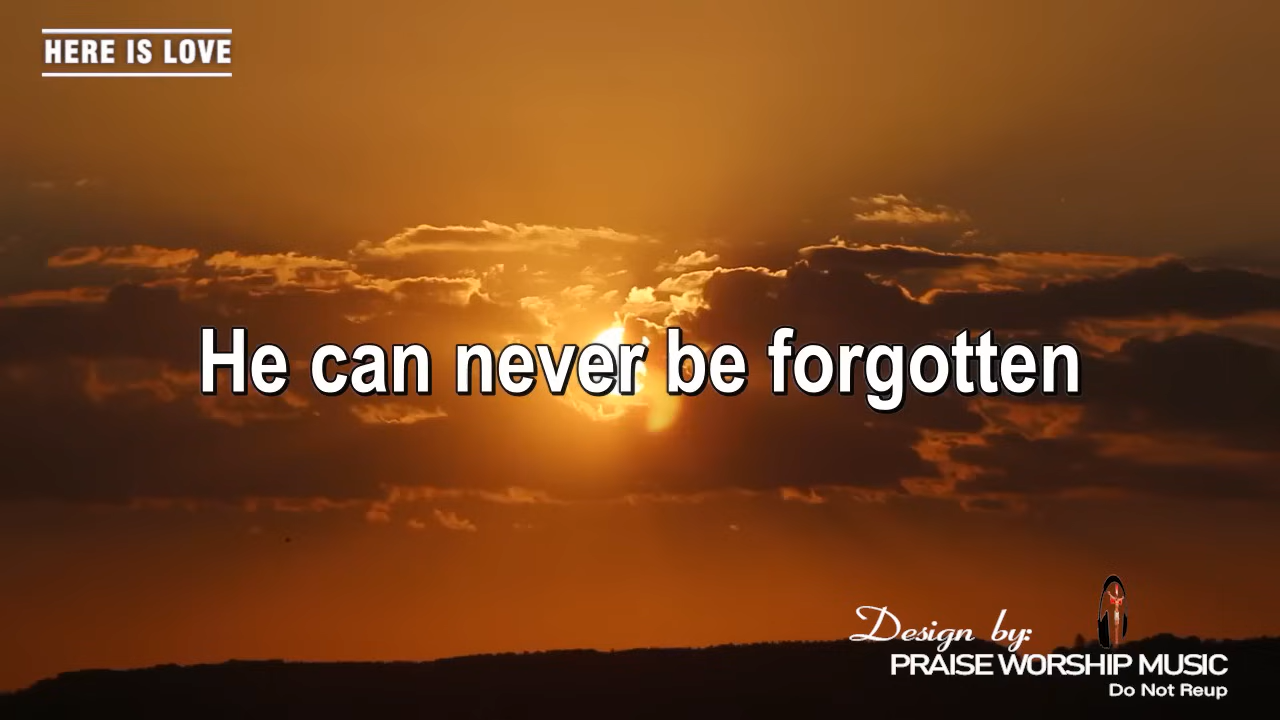 HERE IS LOVE
He can never be forgotten
Design by:
PRAISE WORSHIP MUSIC
Do Not Reup